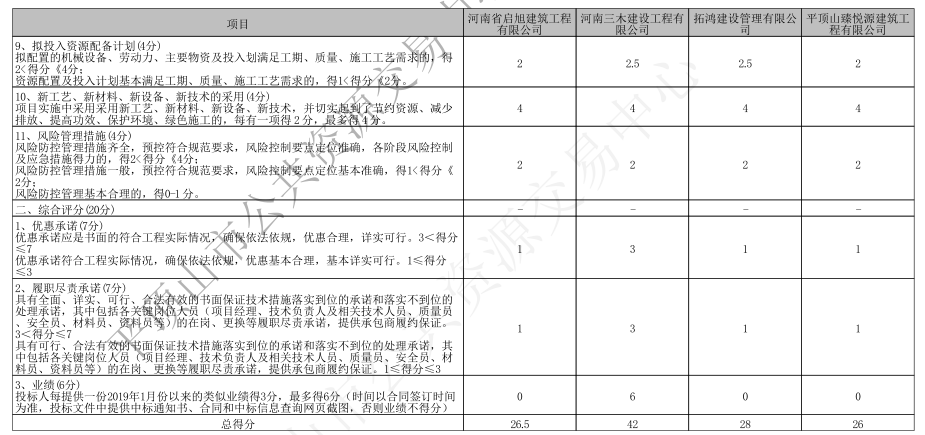 项目
河南省启旭建筑工程
有限公司
河南三木建设工程有
限公司
拓鸿建设管理有限公
司
平顶山臻悦源建筑工
程有限公司
9、拟投入资源配备计划(4分)
拟配置的机械设备、劳动力、主要物资及投入划满足工期、质量、施工工艺需求的，得
2<得分《4分；
资源配置及投入计划基本满足工期、质量、施工工艺需求的，得1<得分《2分。
2
2.5
2.5
2
10、新工艺、新材料、新设备、新技术的采用(4分)
项目实施中采用采用新工艺、新材料、新设备、新技术，并切实起到了节约资源、减少
排放、提高功效、保护环境、绿色施工的，每有一项得 2 分，最多得 4 分。
4
4
4
4
11、风险管理措施(4分)
风险防控管理措施齐全，预控符合规范要求，风险控制要点定位准确，各阶段风险控制
及应急措施得力的，得2<得分《4分；
风险防控管理措施一般，预控符合规范要求，风险控制要点定位基本准确，得1<得分《
2分；
风险防控管理基本合理的，得0-1 分。
2
2
2
2
二、综合评分(20分)
－
－
－
－
1、优惠承诺(7分)
优惠承诺应是书面的符合工程实际情况，确保依法依规，优惠合理，详实可行。3＜得分
≤7
优惠承诺符合工程实际情况，确保依法依规，优惠基本合理，基本详实可行。1≤得分
≤3
1
3
1
1
2、履职尽责承诺(7分)
具有全面、详实、可行、合法有效的书面保证技术措施落实到位的承诺和落实不到位的
处理承诺，其中包括各关键岗位人员（项目经理、技术负责人及相关技术人员、质量员
、安全员、材料员、资料员等）的在岗、更换等履职尽责承诺，提供承包商履约保证。
3＜得分≤7
具有可行、合法有效的书面保证技术措施落实到位的承诺和落实不到位的处理承诺，其
中包括各关键岗位人员（项目经理、技术负责人及相关技术人员、质量员、安全员、材
料员、资料员等）的在岗、更换等履职尽责承诺，提供承包商履约保证。1≤得分≤3
1
3
1
1
3、业绩(6分)
投标人每提供一份2019年1月份以来的类似业绩得3分，最多得6分（时间以合同签订时间
为准，投标文件中提供中标通知书、合同和中标信息查询网页截图，否则业绩不得分）
0
6
0
0
总得分
26.5
42
28
26
平顶山市公共资源交易中心